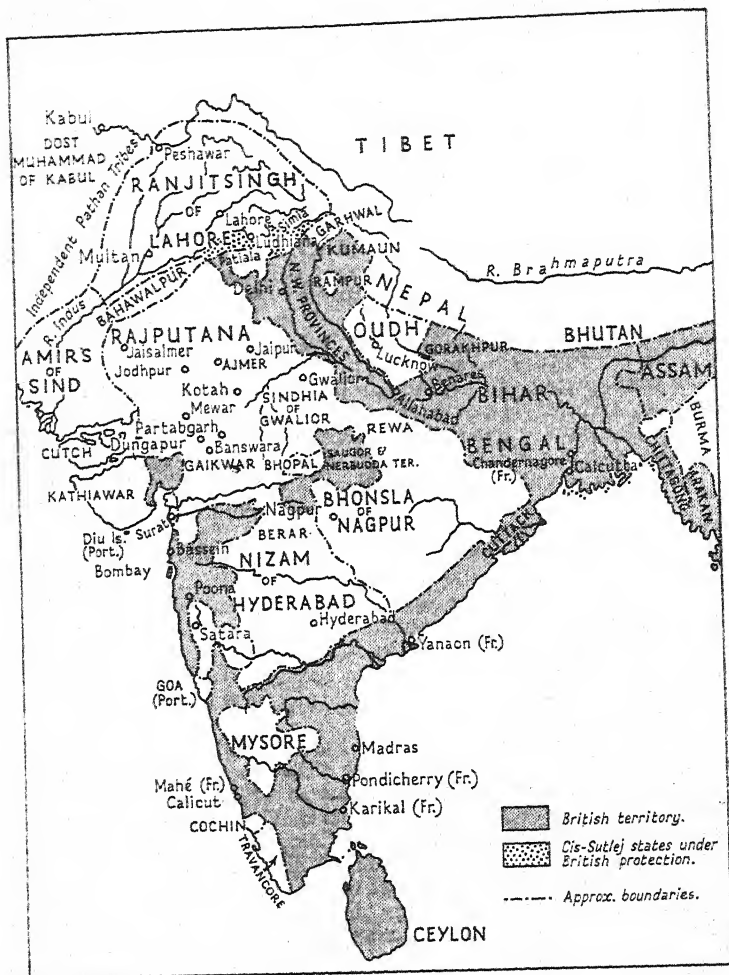 Kabul
DOST
MUHAMMAD
OF KABUL
Independent Pathan Tribes
Peshawar
TIBET
RANJITSINGH
OF
LAHORE
Lahore
Simla
GARHWAL
Multan
Ludhiana
Patiala
KUMAUN
R. Brahmaputra
R. Indus
BAHAWALPUR
Delhi
RAMPUR
N.W. PROVINCES
NEPAL
AMIRS
OF
SIND
RAJPUTANA
Jaisalmer
Jodhpur
AJMER
Jaipur
OUDH
Lucknow
GORAKHPUR
BHUTAN
ASSAM
Kotah
Mewar
Gwalior
SINDHIA
OF
GWALIOR
Benares
Allahabad
BIHAR
BURMA
Partabgarh
Dungapur
Banswara
CUTCH
GAIKWAR
BHOPAL
REWA
SAUGOR &
NERBUDDA TER.
BENGAL
Chandernagore
(Fr.)
Calcutta
CHITTAGONG
ARAKAN
KATHIAWAR
Diu Is.
(Port.)
Surat
Nagpur
BERAR
BHONSLA
OF
NAGPUR
CUTTACK
Bassein
Bombay
NIZAM
OF
HYDERABAD
Poona
Hyderabad
Satara
Yanaon (Fr.)
GOA
(Port.)
MYSORE
Madras
Mahé (Fr.)
Calicut
Pondicherry (Fr.)
Karikal (Fr.)
COCHIN
TRAVANCORE
CEYLON
British territory.
Cis-Sutlej states under
British protection.
Approx. boundaries.